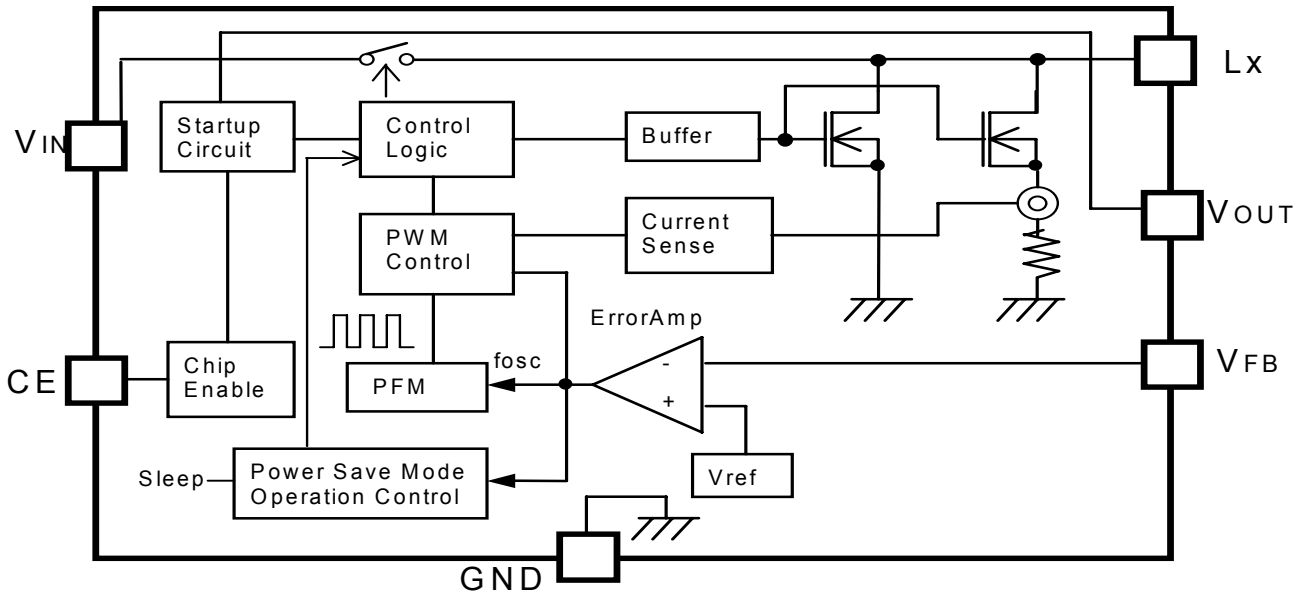 Lx
VIN
Startup
Circuit
Control
Logic
Buffer
VOUT
PWM
Control
Current
Sense
ErrorAmp
VFB
CE
Chip
Enable
fosc
PFM
-
+
Sleep
Power Save Mode
Operation Control
Vref
GND